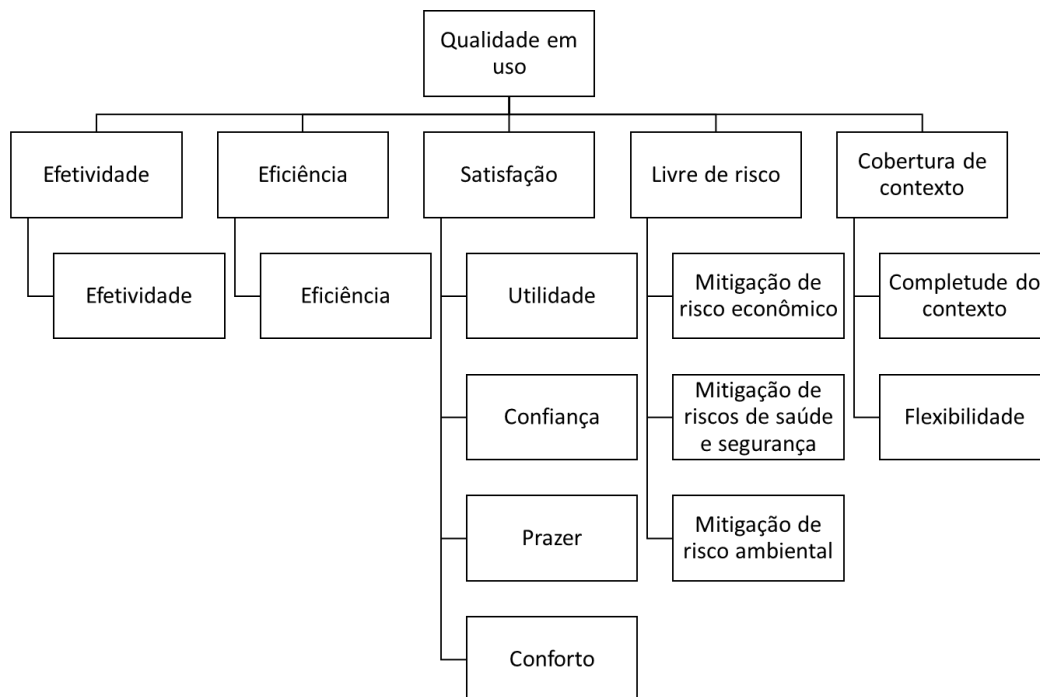 Qualidade em
uso
Efetividade
Eficiência
Satisfação
Livre de risco
Cobertura de
contexto
Efetividade
Eficiência
Utilidade
Mitigação de
risco econômico
Completude do
contexto
Confiança
Mitigação de
riscos de saúde
e segurança
Flexibilidade
Prazer
Mitigação de
risco ambiental
Conforto